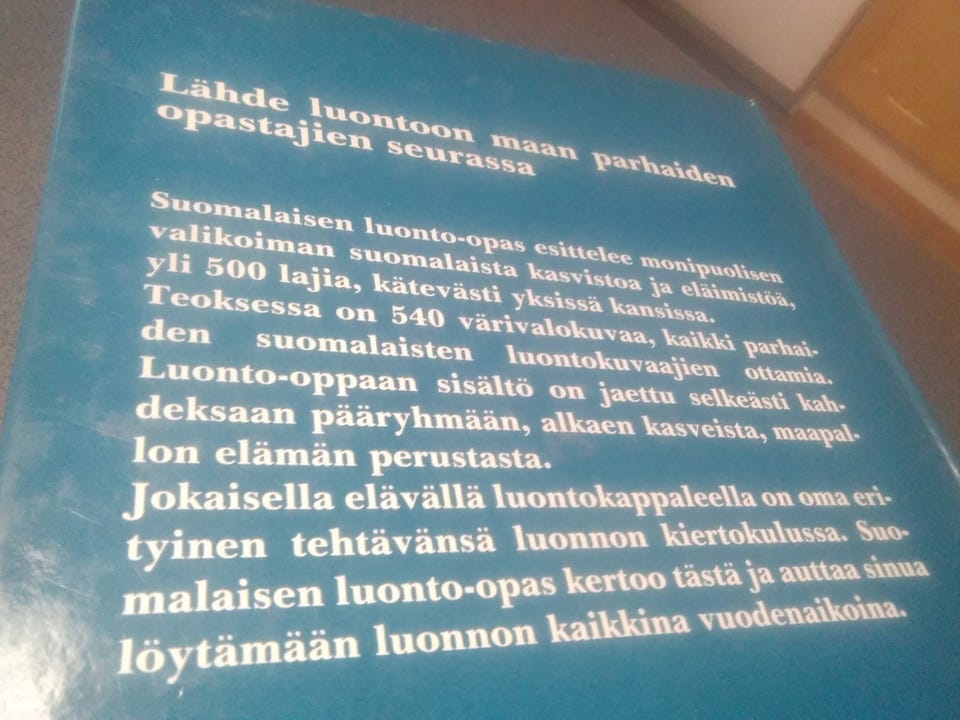 Lähde luontoon maan parhaiden
opastajien seurassa
Suomalaisen luonto-opas esittelee monipuolisen
valikoiman suomalaista kasvistoa ja eläimistöä,
yli 500 lajia, kätevästi yksissä kansissa.
Teoksessa on 540 värivalokuvaa, kaikki parhai-
den suomalaisten luontokuvaajien ottamia.
Luonto-oppaan sisältö on jaettu selkeästi kah-
deksaan pääryhmään, alkaen kasveista, maapal-
lon elämän perustasta.
Jokaisella elävällä luontokappaleella on oma eri-
tyinen tehtävänsä luonnon kiertokulussa. Suo-
malaisen luonto-opas kertoo tästä ja auttaa sinua
löytämään luonnon kaikkina vuodenaikoina.